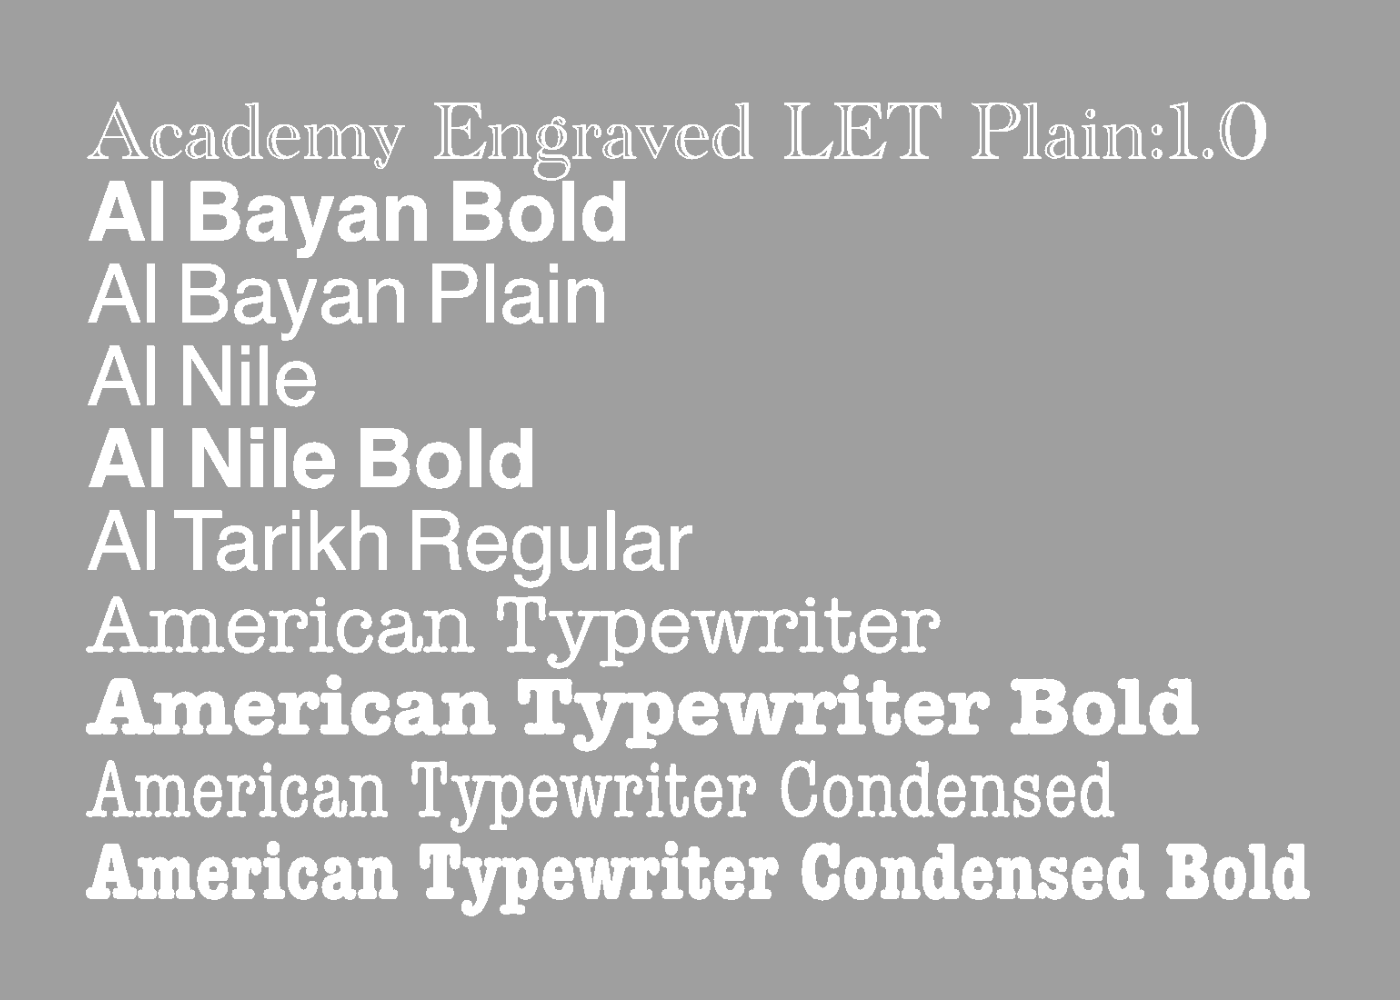 Academy Engraved LET Plain:1.0
Al Bayan Bold
Al Bayan Plain
Al Nile
Al Nile Bold
Al Tarikh Regular
American Typewriter
American Typewriter Bold
American Typewriter Condensed
American Typewriter Condensed Bold